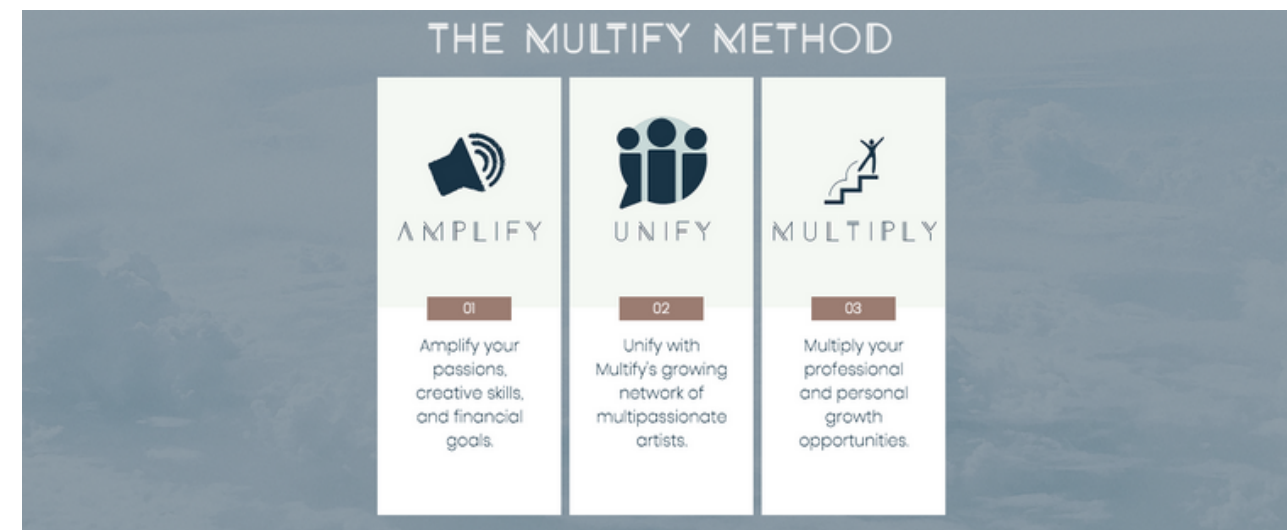 THE MULTIFY METHOD
AMPLIFY
01
Amplify your
passions,
creative skills,
and financial
goals.
UNIFY
02
Unify with
Multify's growing
network of
multipassionate
artists.
MULTIPLY
03
Multiply your
professional
and personal
growth
opportunities.